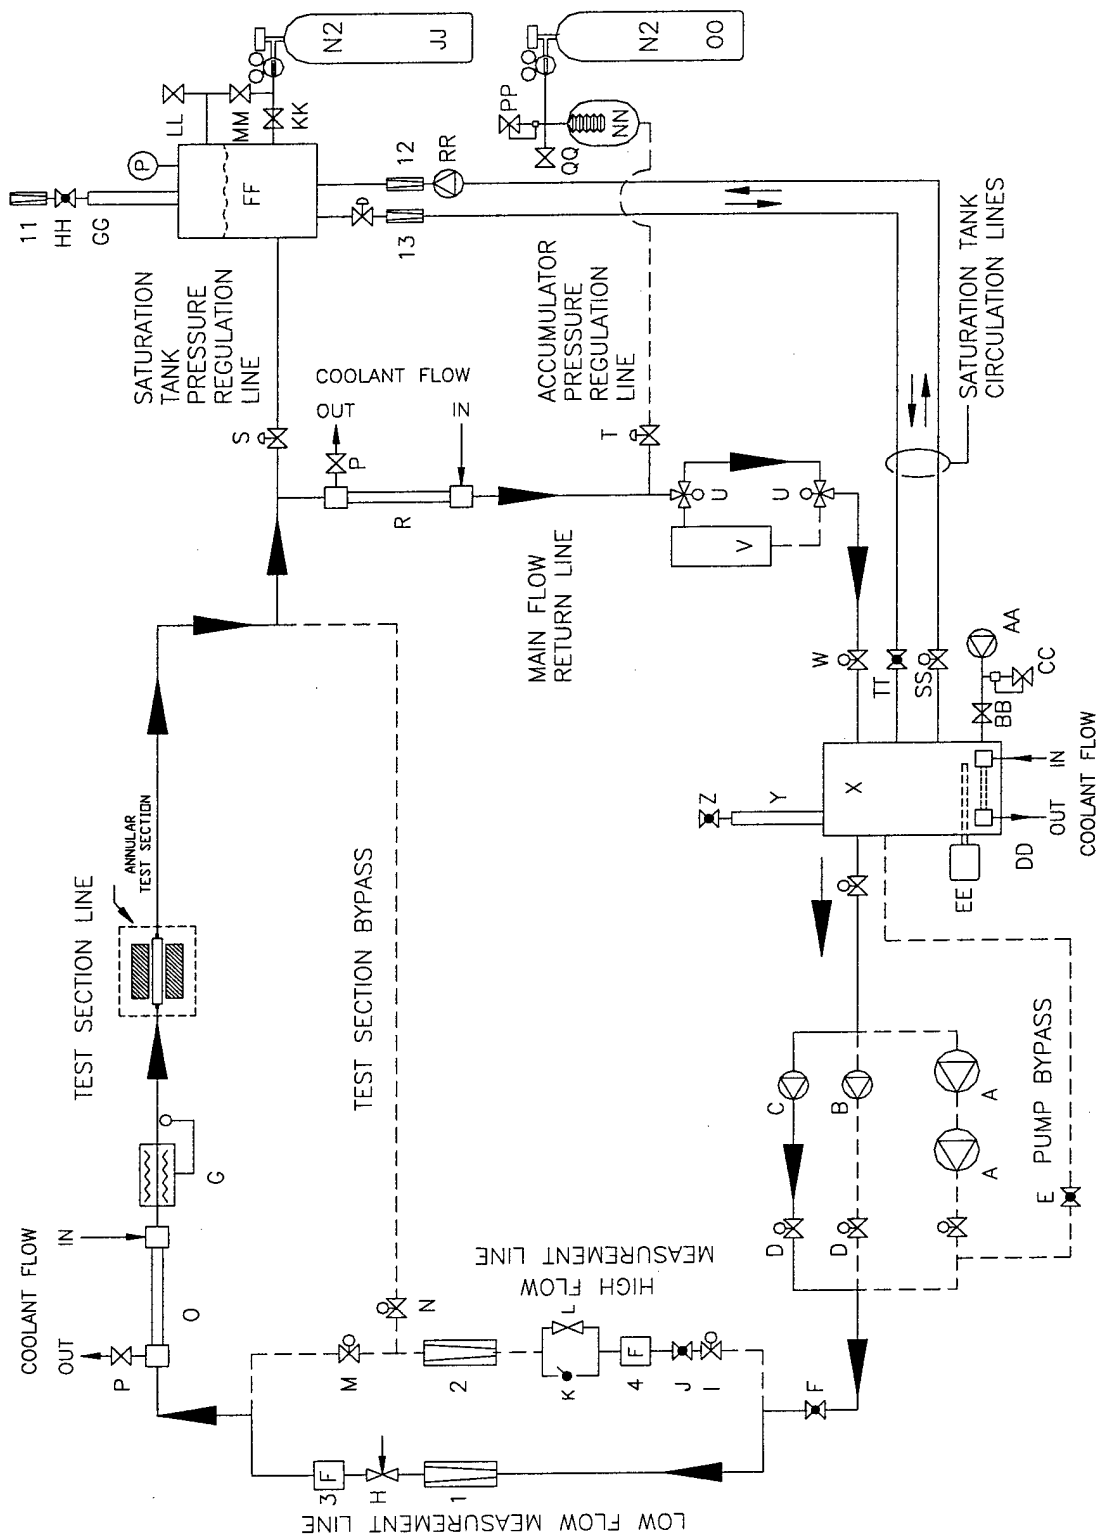 N2
JJ
N2
OO
LL
MM
KK
PP
QQ
NN
P
11
HH
GG
FF
12
RR
13
SATURATION
TANK
PRESSURE
REGULATION
LINE
ACCUMULATOR
PRESSURE
REGULATION
LINE
SATURATION TANK
CIRCULATION LINES
COOLANT FLOW
OUT
IN
S
P
R
T
U
U
V
MAIN FLOW
RETURN LINE
W
TT
SS
AA
BB
CC
X
Y
Z
IN
OUT
COOLANT FLOW
DD
EE
TEST SECTION LINE
ANNULAR
TEST SECTION
TEST SECTION BYPASS
PUMP BYPASS
C
B
A
A
D
D
E
G
COOLANT FLOW
IN
OUT
O
P
N
HIGH FLOW
MEASUREMENT LINE
M
2
L
K
F
4
J
I
F
F
3
H
1
LOW FLOW MEASUREMENT LINE